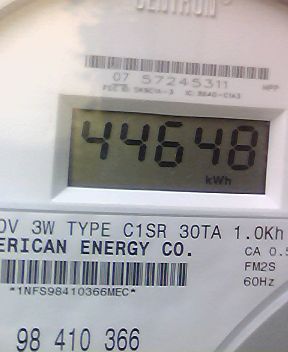 CENTRON
07 57245311
44648
kWh
3W TYPE C1SR 30TA 1.0Kh
ERICAN ENERGY CO.
CA 0.5
*1NFS98410366MEC*
FM2S
60Hz
98 410 366